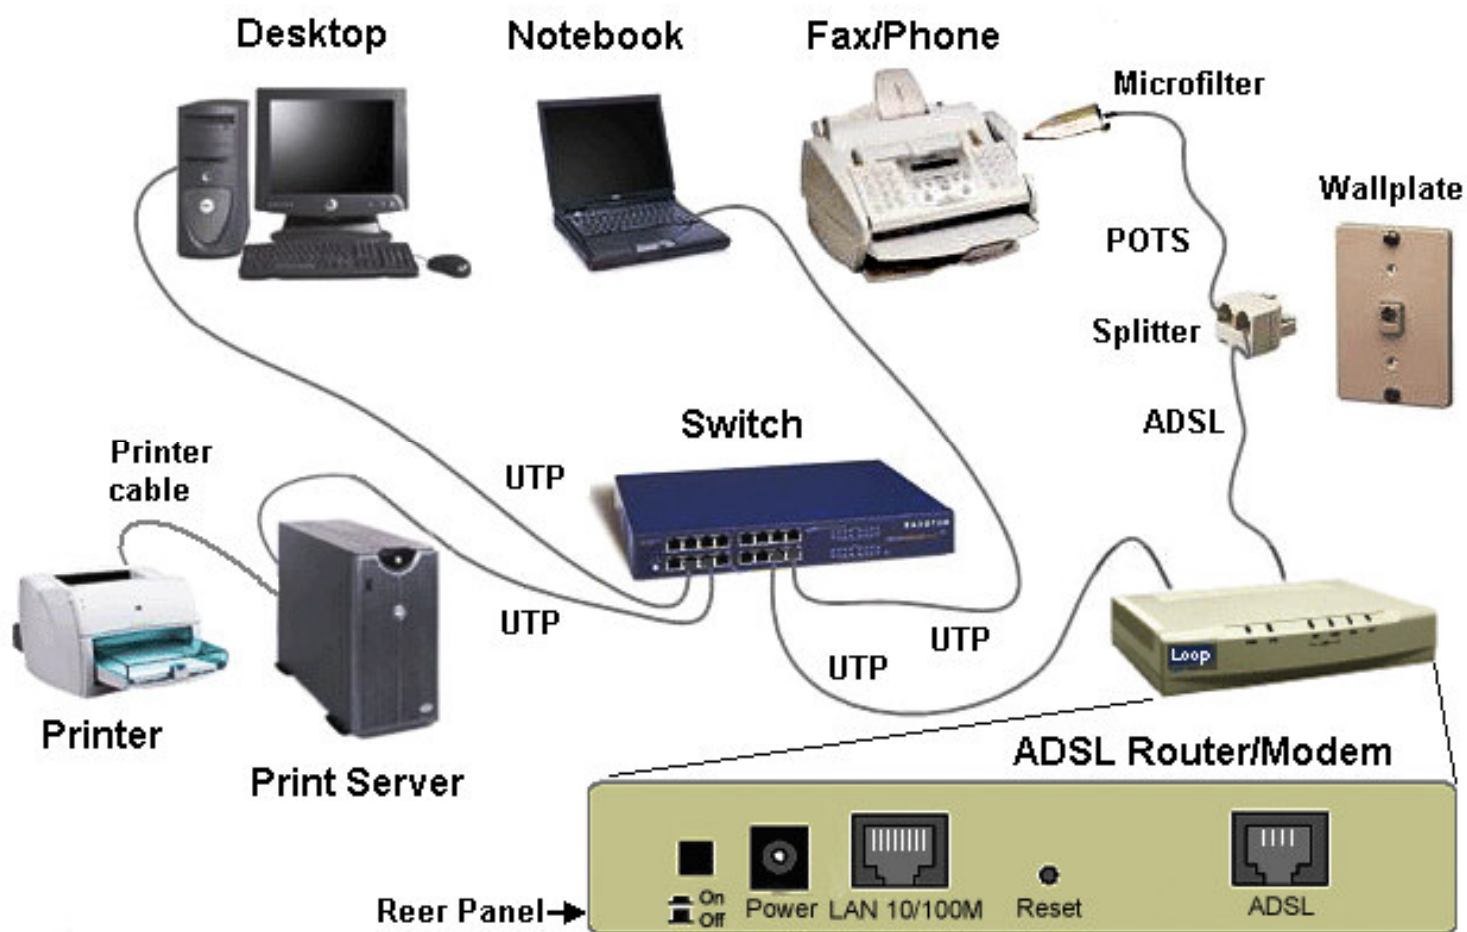 Desktop
Notebook
Fax/Phone
Microfilter
Wallplate
POTS
Splitter
ADSL
Switch
Printer
cable
UTP
UTP
UTP
UTP
Loop
Printer
Print Server
ADSL Router/Modem
On
Off
Power
LAN 10/100M
Reset
ADSL
Reer Panel